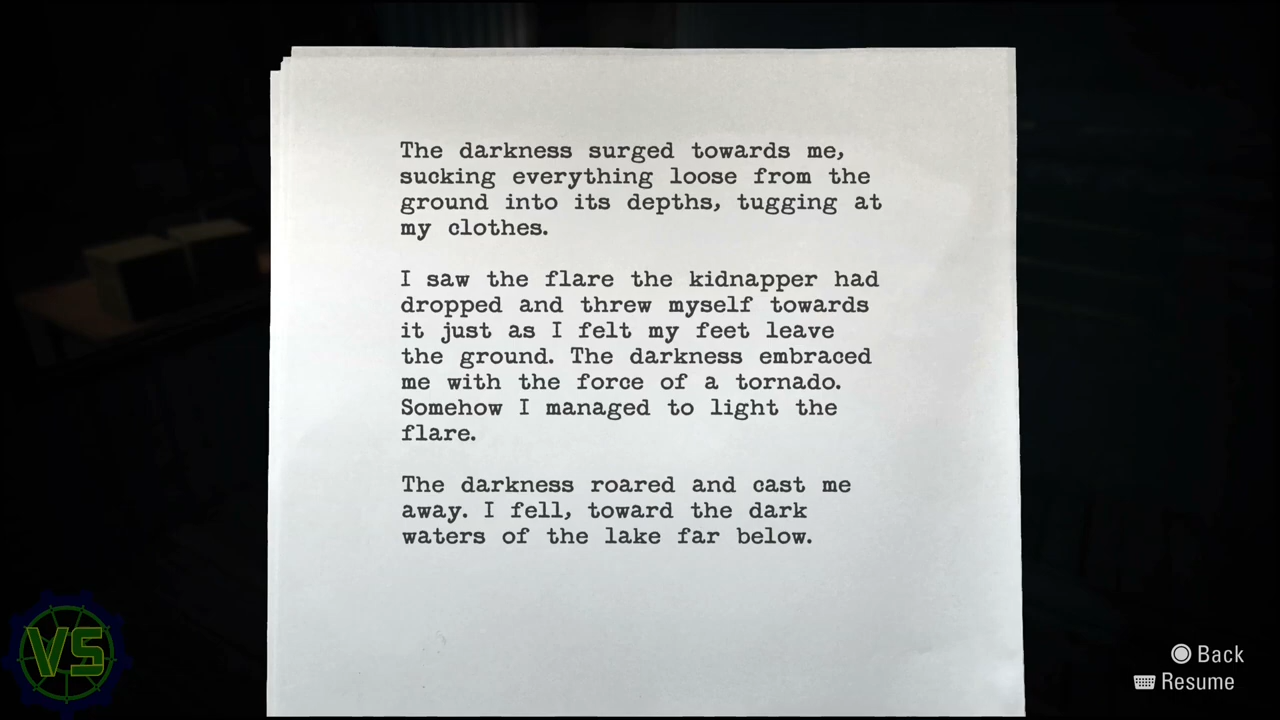 The darkness surged towards me,
sucking everything loose from the
ground into its depths, tugging at
my clothes.
I saw the flare the kidnapper had
dropped and threw myself towards
it just as I felt my feet leave
the ground. The darkness embraced
me with the force of a tornado.
Somehow I managed to light the
flare.
The darkness roared and cast me
away. I fell, toward the dark
waters of the lake far below.
VS
Back
Resume